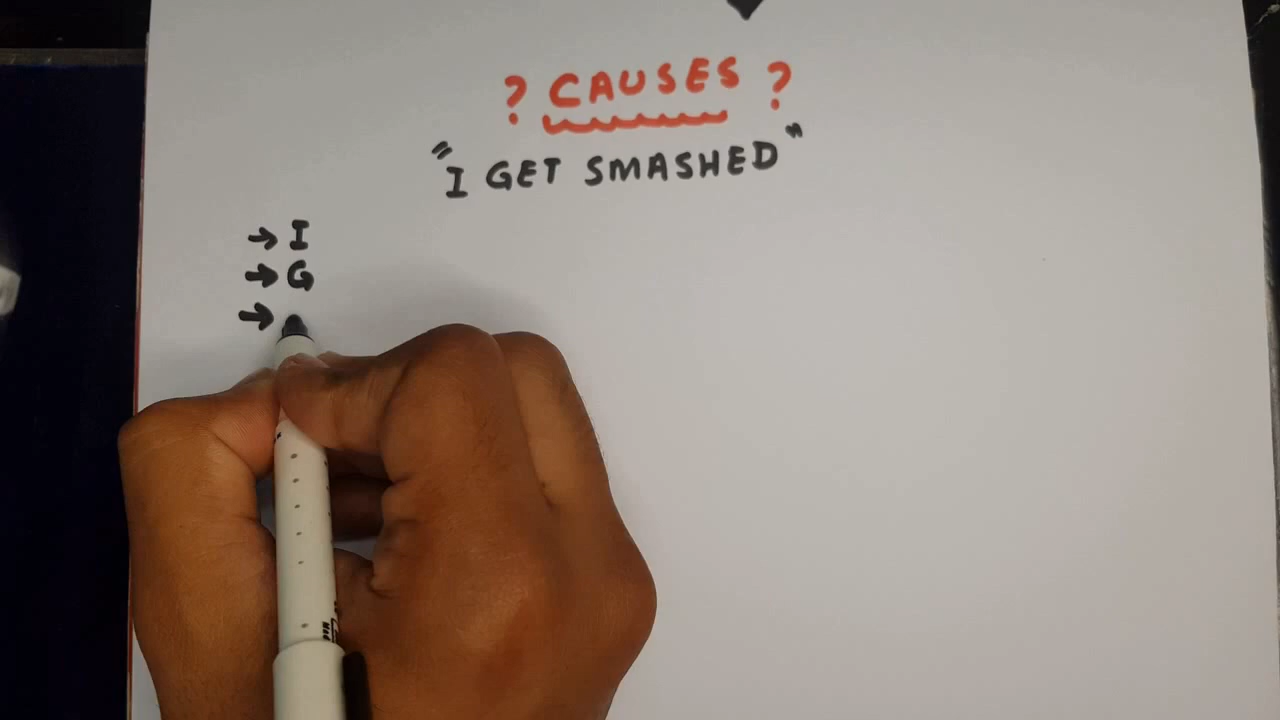 ? CAUSES ?
"I GET SMASHED"
→ I
→ G
→